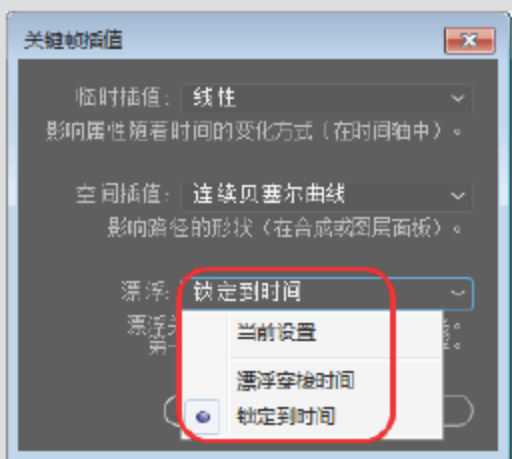 关键帧插值
临时插值： 线性
影响属性随着时间的变化方式（在时间轴中）。
空间插值： 连续贝塞尔曲线
影响路径的形状（在合成或图层面板）。
漂浮： 锁定到时间
漂浮
第一
当前设置
漂浮穿梭时间
锁定到时间